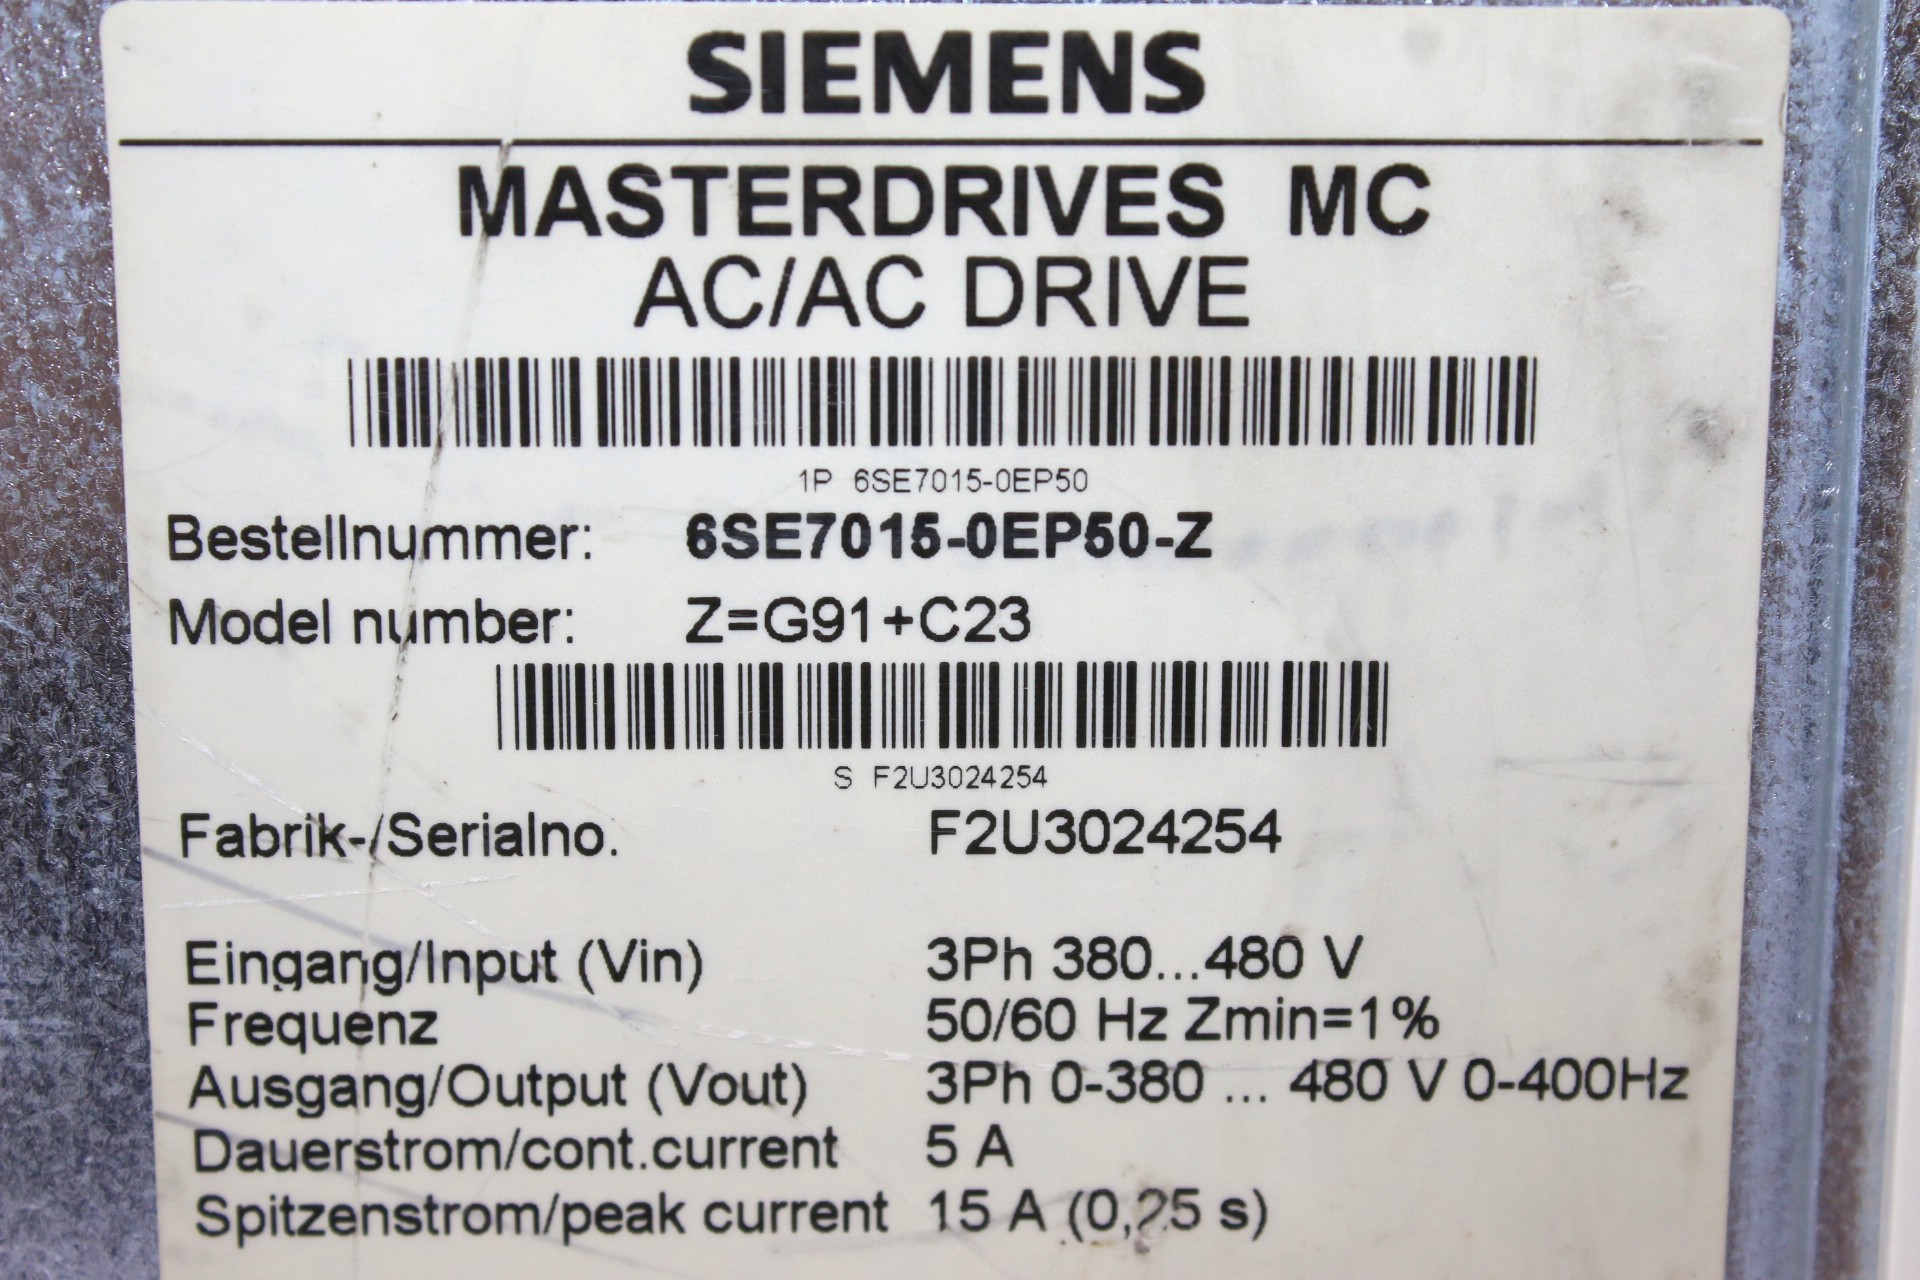 SIEMENS
MASTERDRIVES MC
AC/AC DRIVE
1P 6SE7015-0EP50
Bestellnummer: 6SE7015-0EP50-Z
Model number: Z=G91+C23
S F2U3024254
Fabrik-/Serialno. F2U3024254
Eingang/Input (Vin) 3Ph 380...480 V
Frequenz 50/60 Hz Zmin=1%
Ausgang/Output (Vout) 3Ph 0-380 ... 480 V 0-400Hz
Dauerstrom/cont.current 5 A
Spitzenstrom/peak current 15 A (0,25 s)